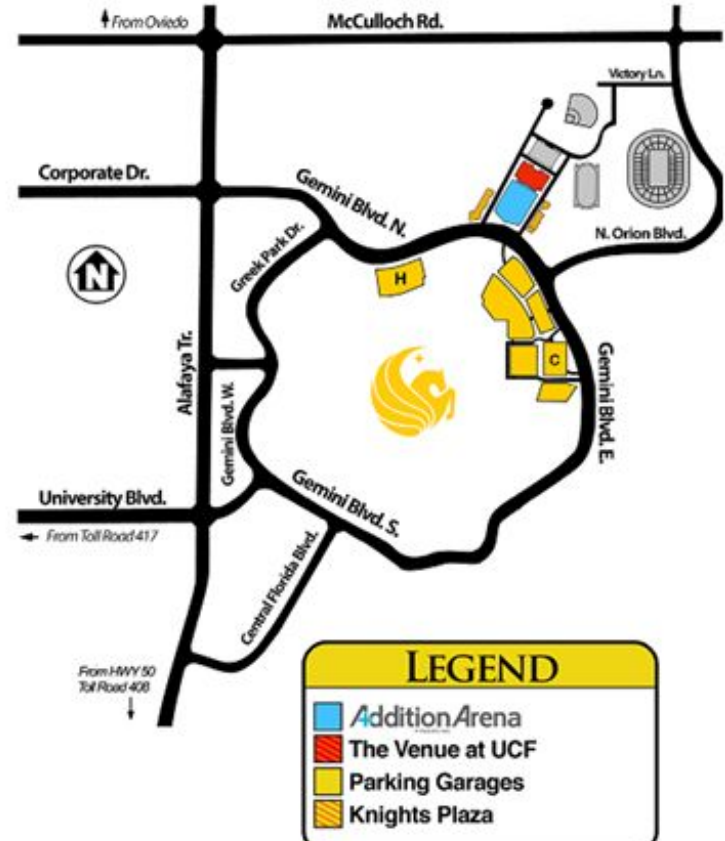 From Oviedo
McCulloch Rd.
Victory Ln.
Corporate Dr.
Gemini Blvd. N.
Greek Park Dr.
N. Orion Blvd.
N
H
Alafaya Tr.
C
Gemini Blvd. E.
Gemini Blvd. W.
University Blvd.
Gemini Blvd. S.
From Toll Road 417
Central Florida Blvd.
From HWY 50
Toll Road 408
LEGEND
Addition Arena
The Venue at UCF
Parking Garages
Knights Plaza